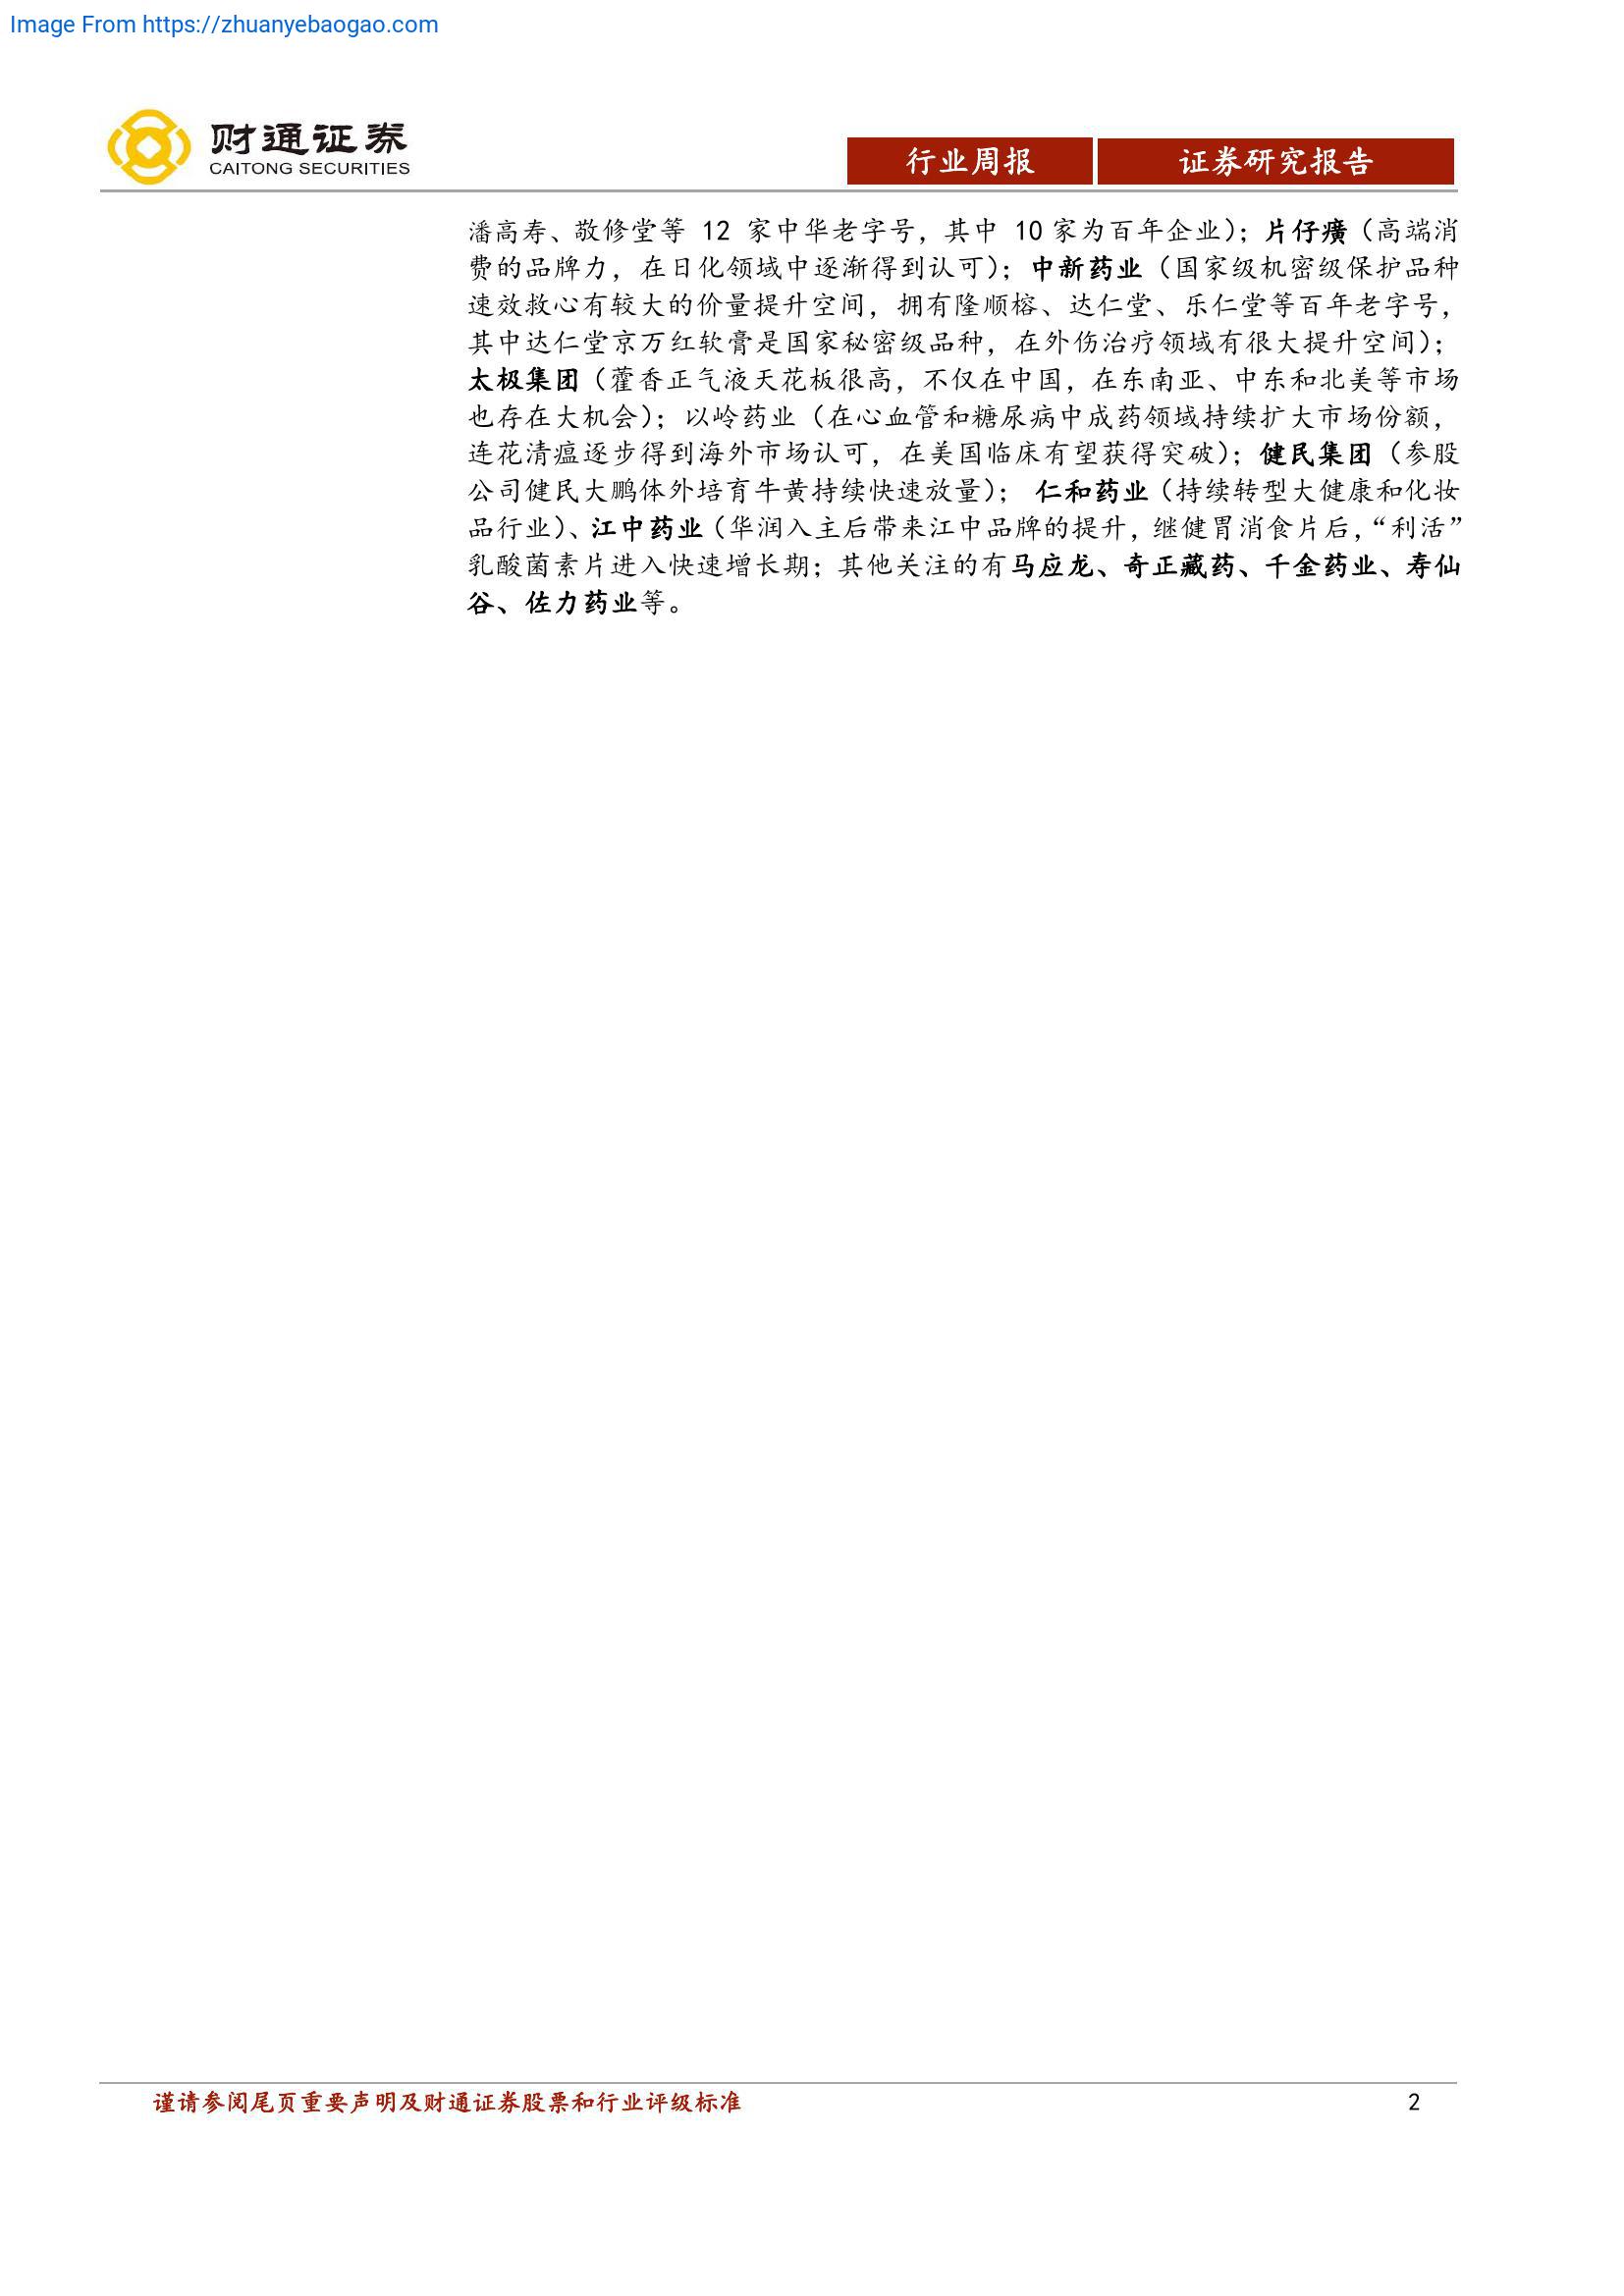 Image From https://zhuanyebaogao.com
财通证券
CAITONG SECURITIES
行业周报
证券研究报告
潘高寿、敬修堂等 12 家中华老字号，其中 10 家为百年企业）；片仔癀（高端消
费的品牌力，在日化领域中逐渐得到认可）；中新药业（国家级机密级保护品种
速效救心有较大的价量提升空间，拥有隆顺榕、达仁堂、乐仁堂等百年老字号，
其中达仁堂京万红软膏是国家秘密级品种，在外伤治疗领域有很大提升空间）；
太极集团（藿香正气液天花板很高，不仅在中国，在东南亚、中东和北美等市场
也存在大机会）；以岭药业（在心血管和糖尿病中成药领域持续扩大市场份额，
连花清瘟逐步得到海外市场认可，在美国临床有望获得突破）；健民集团（参股
公司健民大鹏体外培育牛黄持续快速放量）； 仁和药业（持续转型大健康和化妆
品行业）、江中药业（华润入主后带来江中品牌的提升，继健胃消食片后，“利活”
乳酸菌素片进入快速增长期；其他关注的有马应龙、奇正藏药、千金药业、寿仙
谷、佐力药业等。
谨请参阅尾页重要声明及财通证券股票和行业评级标准
2